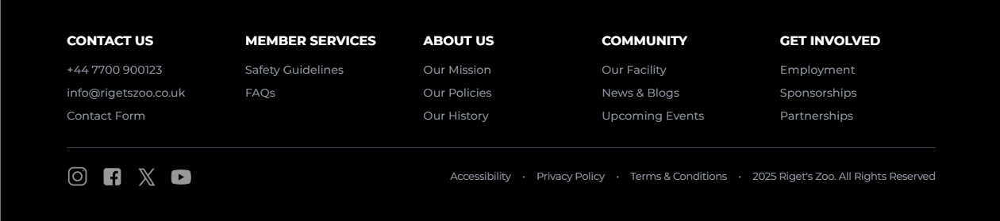 CONTACT US
+44 7700 900123
info@rigetszoo.co.uk
Contact Form
MEMBER SERVICES
Safety Guidelines
FAQs
ABOUT US
Our Mission
Our Policies
Our History
COMMUNITY
Our Facility
News & Blogs
Upcoming Events
GET INVOLVED
Employment
Sponsorships
Partnerships
Accessibility • Privacy Policy • Terms & Conditions • 2025 Riget's Zoo. All Rights Reserved